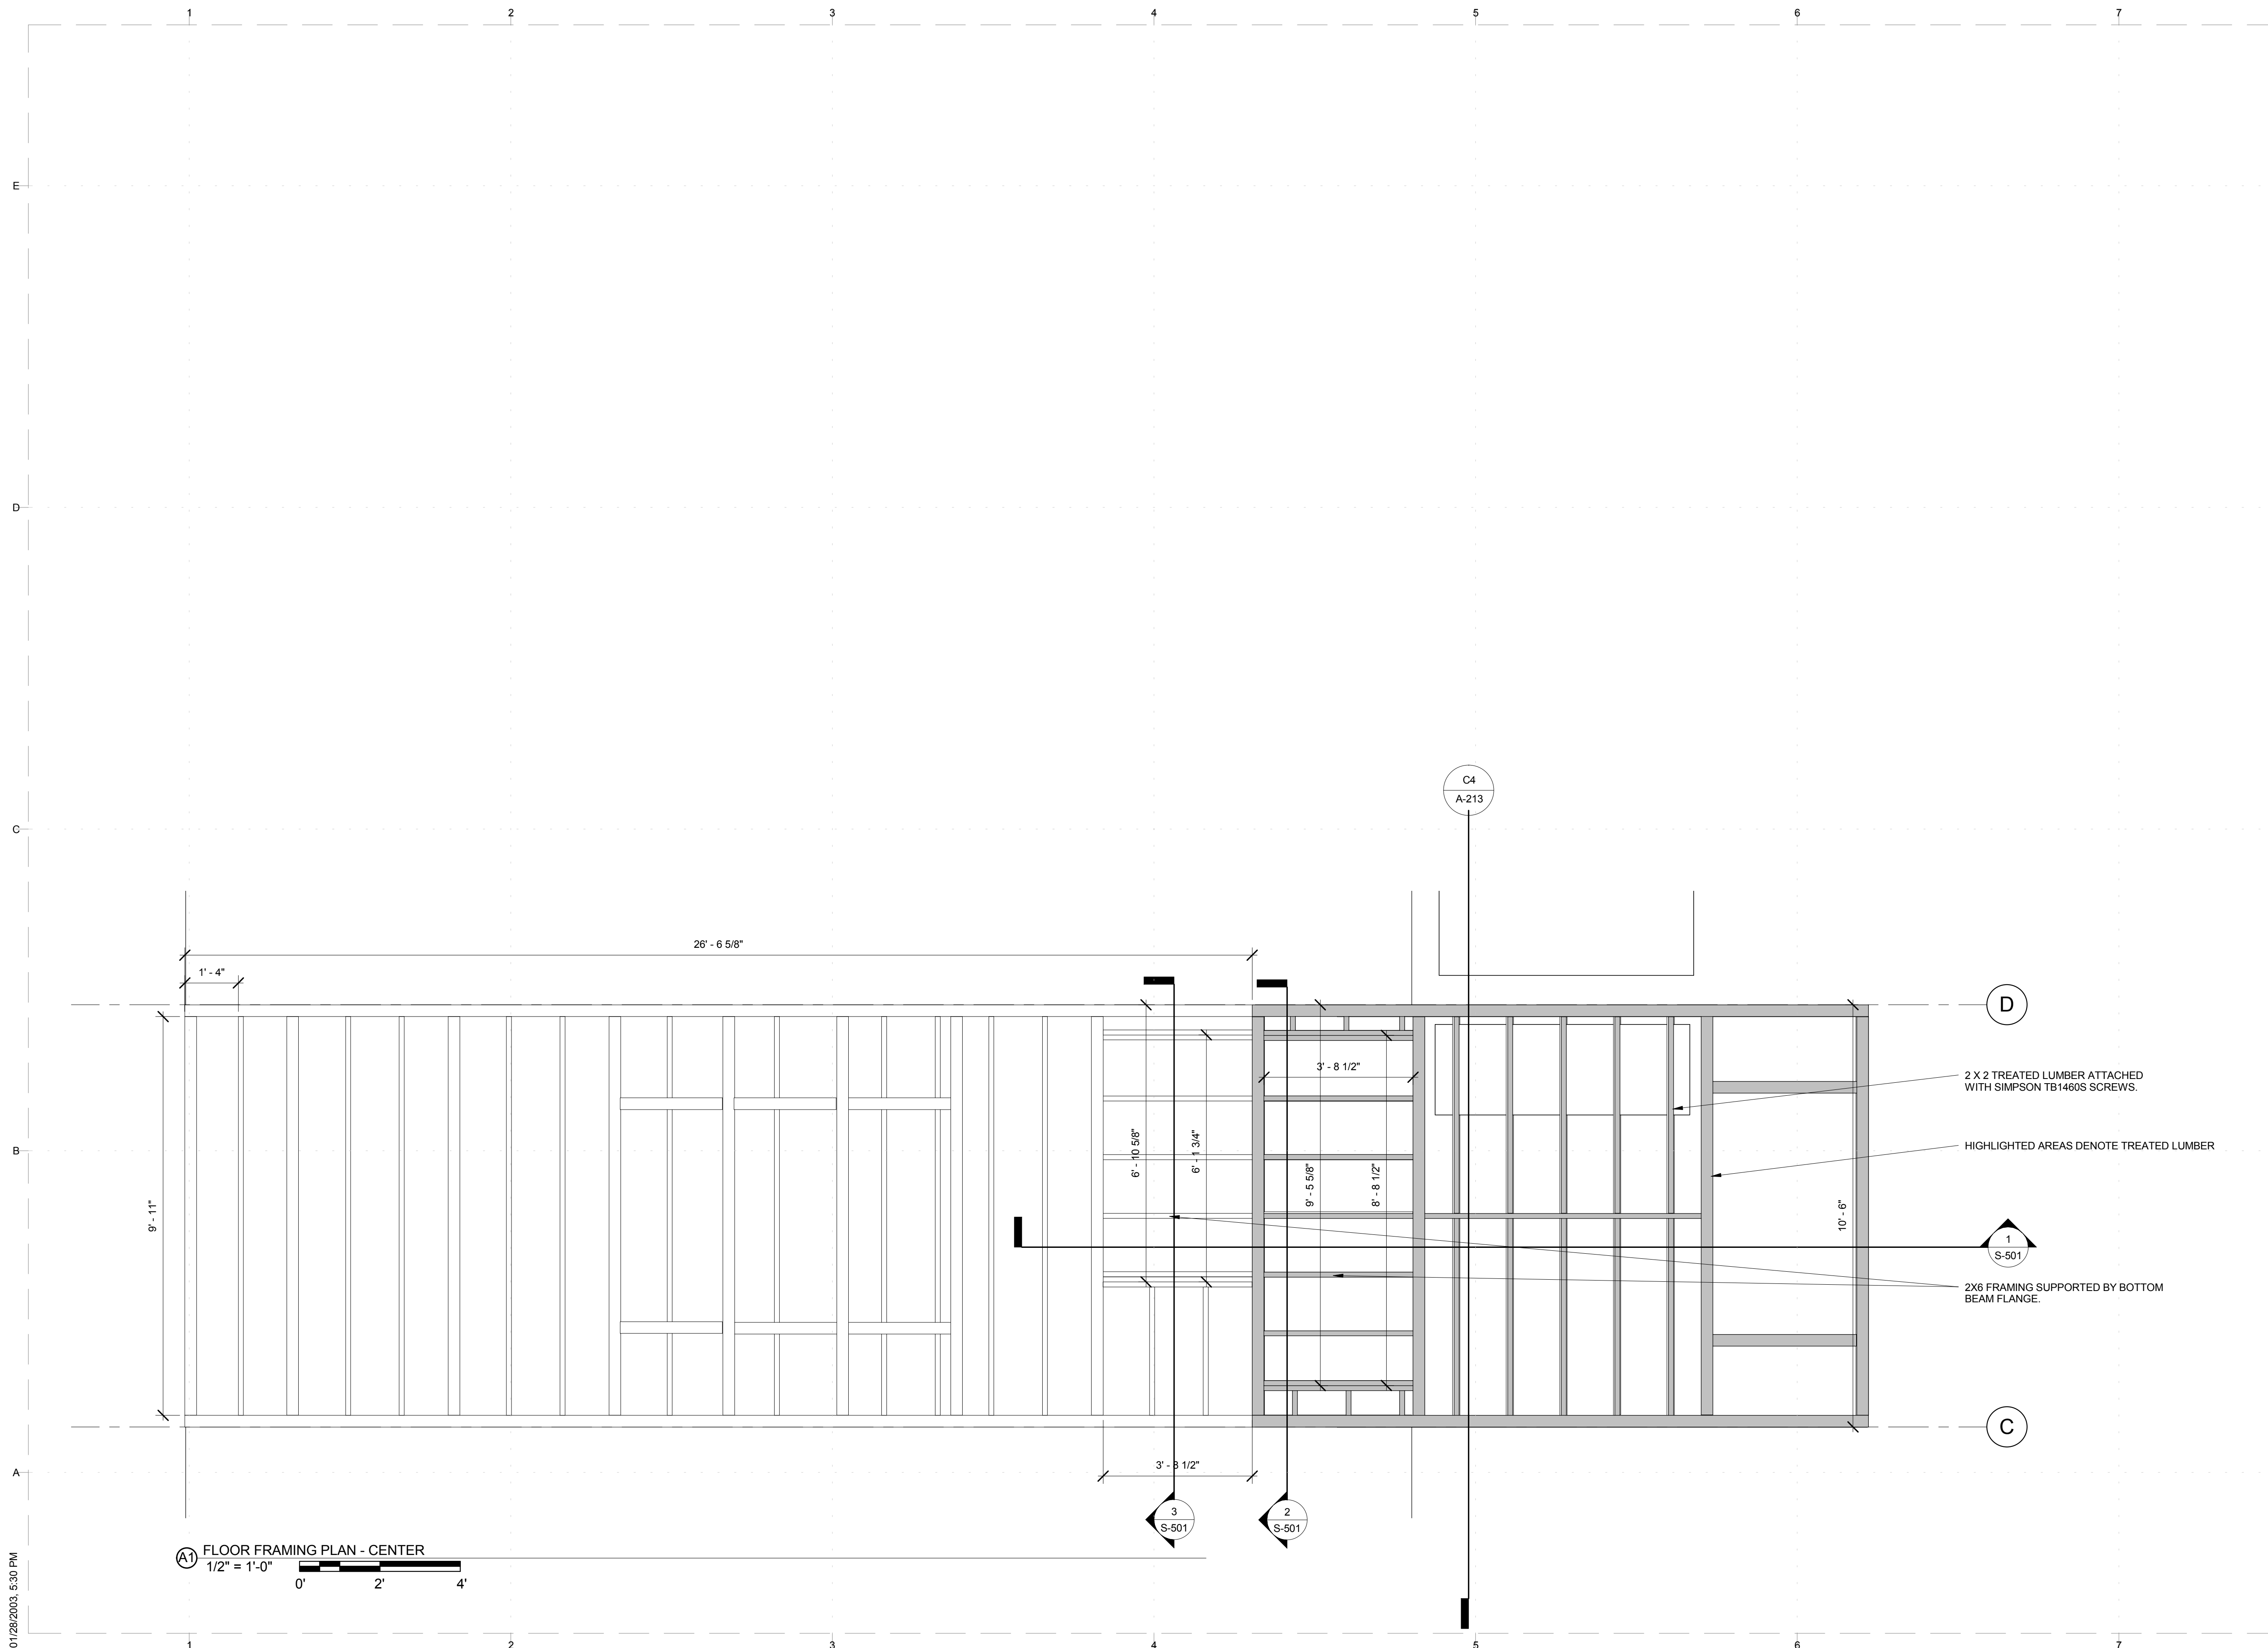 1 2 3 4 5 6 7
E
D
C
B
A
C4
A-213
26' - 6 5/8"
1' - 4"
D
3' - 8 1/2"
2 X 2 TREATED LUMBER ATTACHED
WITH SIMPSON TB1460S SCREWS.
HIGHLIGHTED AREAS DENOTE TREATED LUMBER
6' - 10 5/8"
6' - 1 3/4"
9' - 5 5/8"
8' - 8 1/2"
9' - 11"
10' - 6"
1
S-501
2X6 FRAMING SUPPORTED BY BOTTOM
BEAM FLANGE.
C
3' - 8 1/2"
3
S-501
2
S-501
A1 FLOOR FRAMING PLAN - CENTER
1/2" = 1'-0"
0' 2' 4'
01/28/2003, 5:30 PM
1 2 3 4 5 6 7